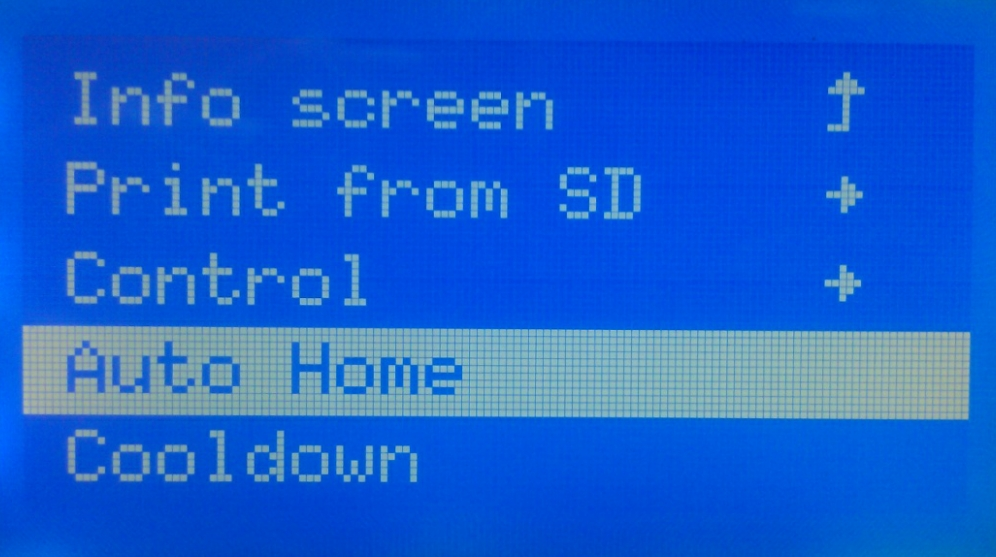 Info screen
Print from SD
Control
Auto Home
Cooldown